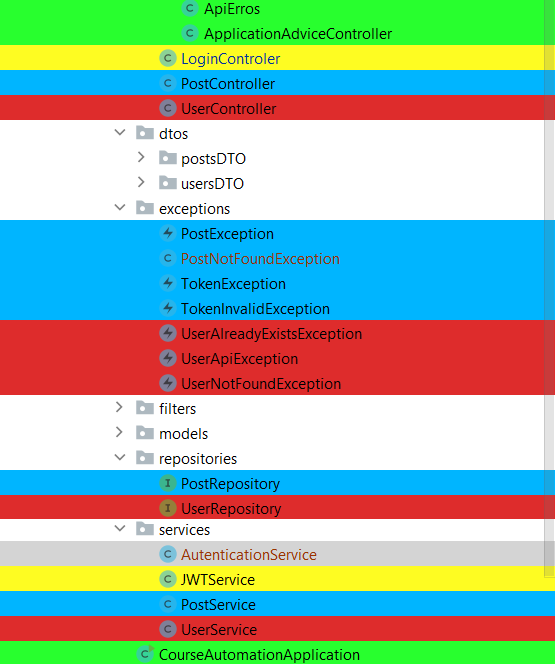 ApiErros
ApplicationAdviceController
LoginControler
PostController
UserController
dtos
postsDTO
usersDTO
exceptions
PostException
PostNotFoundException
TokenException
TokenInvalidException
UserAlreadyExistsException
UserApiException
UserNotFoundException
filters
models
repositories
PostRepository
UserRepository
services
AutenticationService
JWTService
PostService
UserService
CourseAutomationApplication